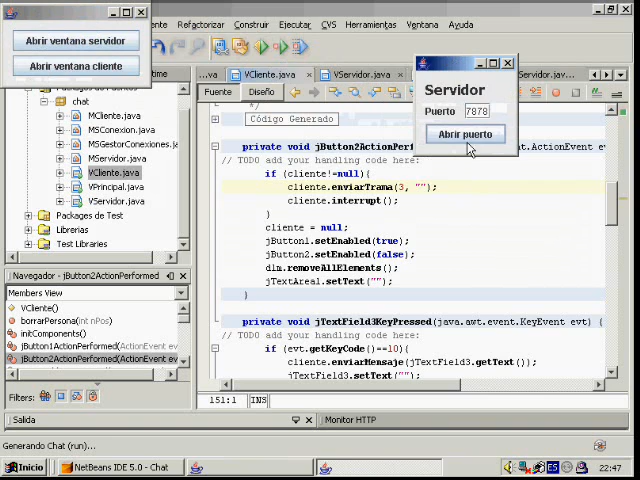 Refactorizar Construir Ejecutar CVS Herramientas Ventana Ayuda
Abrir ventana servidor
Abrir ventana cliente
chat
MCliente.java
MSConexion.java
MSGestorConexiones.java
MServidor.java
VCliente.java
VPrincipal.java
VServidor.java
Paquetes de Test
Librerias
Test Libraries
Navegador - jButton2ActionPerformed
Members View
VCliente()
borrarPersona(int nPos)
initComponents()
jButton1ActionPerformed(ActionEvent ev
jButton2ActionPerformed(ActionEvent ev
Filters:
...va
VCliente.java
VServidor.java
Servidor.java
Fuente
Diseño
*/
Código Generado
private void jButton2ActionPerf
.ActionEvent ev
// TODO add your handling code here:
if (cliente!=null){
cliente.enviarTrama(3, "");
cliente.interrupt();
}
cliente = null;
jButton1.setEnabled(true);
jButton2.setEnabled(false);
dlm.removeAllElements();
jTextArea1.setText("");
}
private void jTextField3KeyPressed(java.awt.event.KeyEvent evt) {
// TODO add your handling code here:
if (evt.getKeyCode()==10){
cliente.enviarMensaje(jTextField3.getText());
jTextField3.setText("");
151:1
INS
Servidor
Puerto 7878
Abrir puerto
Salida
Monitor HTTP
Generando Chat (run)...
Inicio
NetBeans IDE 5.0 - Chat
ES
22:47